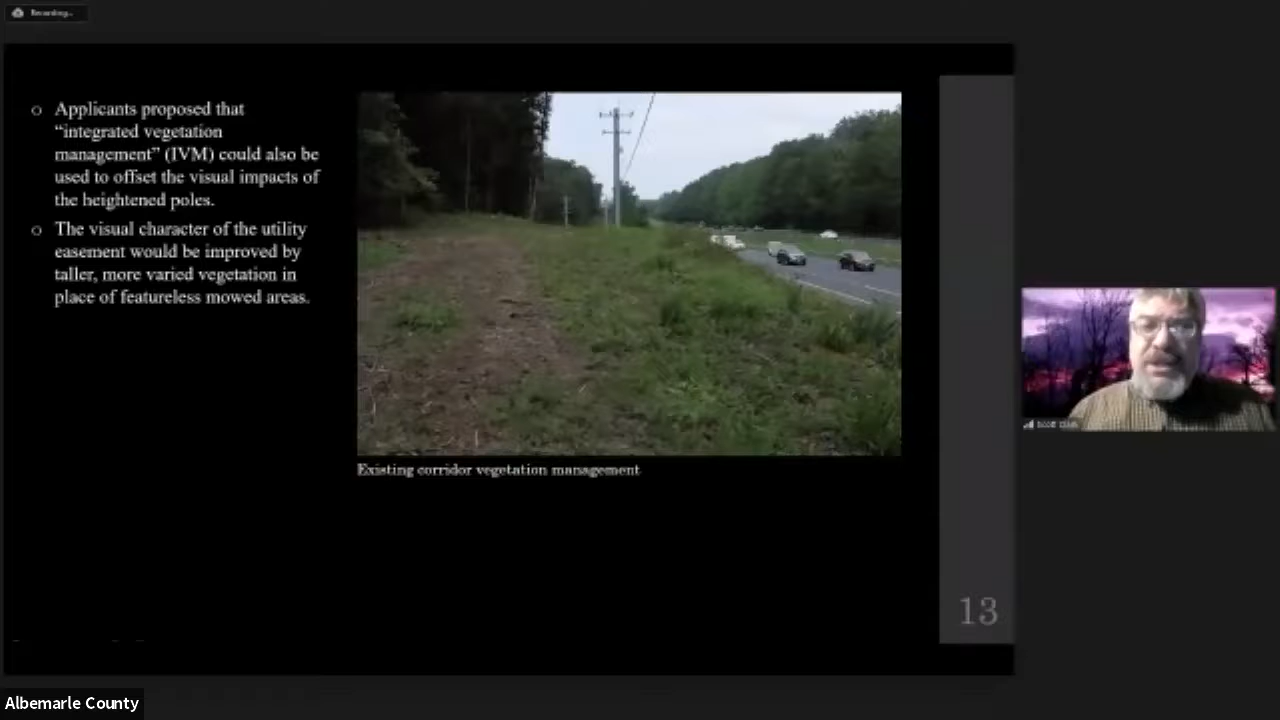 Recording...
o Applicants proposed that
“integrated vegetation
management” (IVM) could also be
used to offset the visual impacts of
the heightened poles.
o The visual character of the utility
easement would be improved by
taller, more varied vegetation in
place of featureless mowed areas.
Existing corridor vegetation management
13
Albemarle County